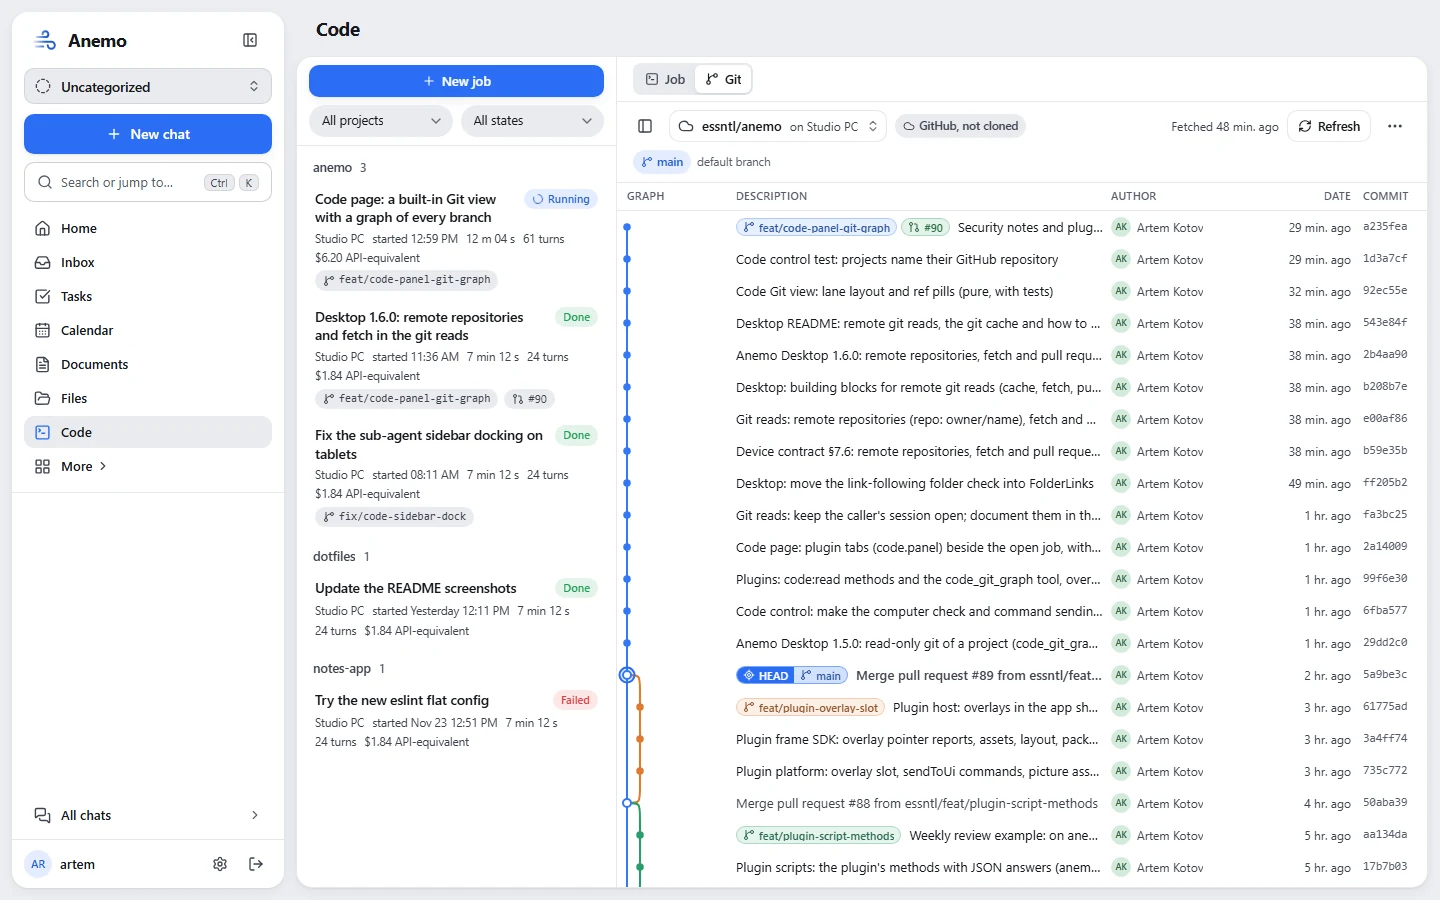 Anemo
Uncategorized
New chat
Search or jump to... Ctrl K
Home
Inbox
Tasks
Calendar
Documents
Files
Code
More
All chats
AR artem
Code
New job
All projects All states
anemo 3
Code page: a built-in Git view Running
with a graph of every branch
Studio PC started 12:59 PM 12 m 04 s 61 turns
$6.20 API-equivalent
feat/code-panel-git-graph
Desktop 1.6.0: remote repositories Done
and fetch in the git reads
Studio PC started 11:36 AM 7 min 12 s 24 turns
$1.84 API-equivalent
feat/code-panel-git-graph #90
Fix the sub-agent sidebar docking on Done
tablets
Studio PC started 08:11 AM 7 min 12 s 24 turns
$1.84 API-equivalent
fix/code-sidebar-dock
dotfiles 1
Update the README screenshots Done
Studio PC started Yesterday 12:11 PM 7 min 12 s
24 turns $1.84 API-equivalent
notes-app 1
Try the new eslint flat config Failed
Studio PC started Nov 23 12:51 PM 7 min 12 s
24 turns $1.84 API-equivalent
Job Git
essntl/anemo on Studio PC GitHub, not cloned Fetched 48 min. ago Refresh
main default branch
GRAPH DESCRIPTION AUTHOR DATE COMMIT
feat/code-panel-git-graph #90 Security notes and plug... AK Artem Kotov 29 min. ago a235fea
Code control test: projects name their GitHub repository AK Artem Kotov 29 min. ago 1d3a7cf
Code Git view: lane layout and ref pills (pure, with tests) AK Artem Kotov 32 min. ago 92ec55e
Desktop README: remote git reads, the git cache and how to ... AK Artem Kotov 38 min. ago 543e84f
Anemo Desktop 1.6.0: remote repositories, fetch and pull requ... AK Artem Kotov 38 min. ago 2b4aa90
Desktop: building blocks for remote git reads (cache, fetch, pu... AK Artem Kotov 38 min. ago b208b7e
Git reads: remote repositories (repo: owner/name), fetch and ... AK Artem Kotov 38 min. ago e00af86
Device contract §7.6: remote repositories, fetch and pull reque... AK Artem Kotov 38 min. ago b59e35b
Desktop: move the link-following folder check into FolderLinks AK Artem Kotov 49 min. ago ff205b2
Git reads: keep the caller's session open; document them in th... AK Artem Kotov 1 hr. ago fa3bc25
Code page: plugin tabs (code.panel) beside the open job, with... AK Artem Kotov 1 hr. ago 2a14009
Plugins: code:read methods and the code_git_graph tool, over... AK Artem Kotov 1 hr. ago 99f6e30
Code control: make the computer check and command sendin... AK Artem Kotov 1 hr. ago 6fba577
Anemo Desktop 1.5.0: read-only git of a project (code_git_gra... AK Artem Kotov 1 hr. ago 29dd2c0
HEAD main Merge pull request #89 from essntl/feat... AK Artem Kotov 2 hr. ago 5a9be3c
feat/plugin-overlay-slot Plugin host: overlays in the app sh... AK Artem Kotov 3 hr. ago 61775ad
Plugin frame SDK: overlay pointer reports, assets, layout, pack... AK Artem Kotov 3 hr. ago 3a4ff74
Plugin platform: overlay slot, sendToUi commands, picture ass... AK Artem Kotov 3 hr. ago 735c772
Merge pull request #88 from essntl/feat/plugin-script-methods AK Artem Kotov 4 hr. ago 50aba39
feat/plugin-script-methods Weekly review example: on ane... AK Artem Kotov 5 hr. ago aa134da
Plugin scripts: the plugin's methods with JSON answers (anem... AK Artem Kotov 5 hr. ago 17b7b03